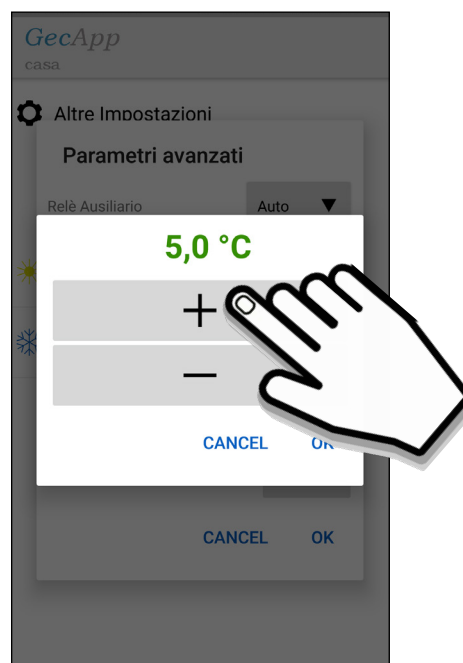 GecApp
casa
Altre Impostazioni
Parametri avanzati
Relè Ausiliario Auto ▼
5,0 °C
+
−
CANCEL OK
CANCEL OK